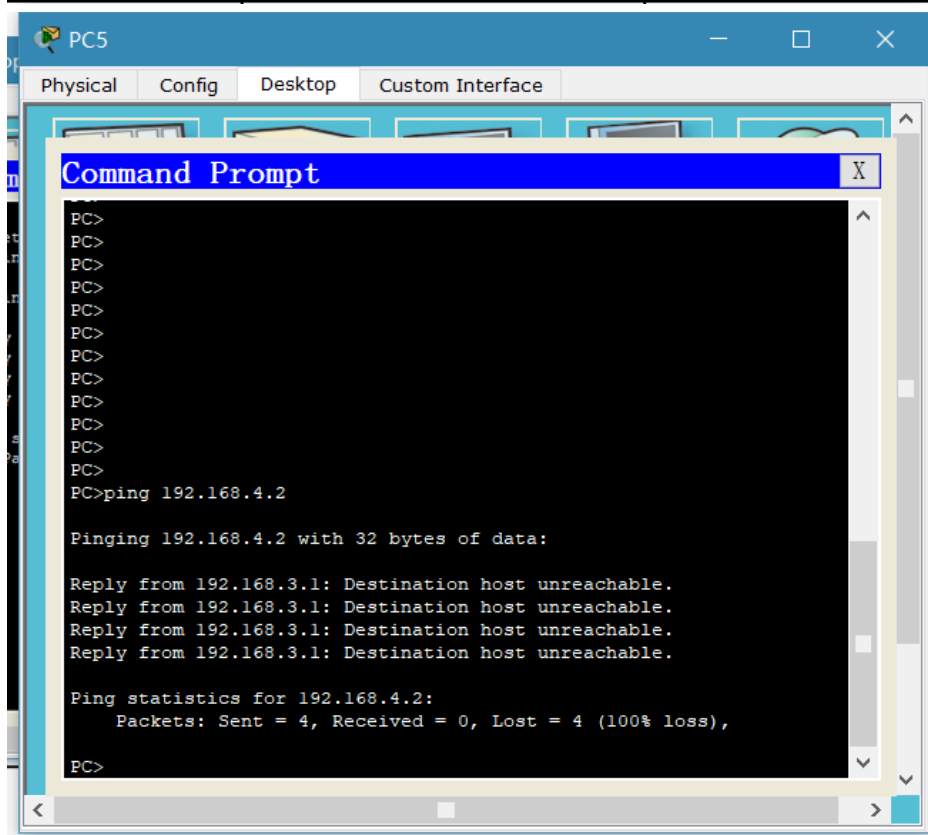 PC5
Physical Config Desktop Custom Interface
Command Prompt X
PC>
PC>
PC>
PC>
PC>
PC>
PC>
PC>
PC>
PC>
PC>
PC>
PC>ping 192.168.4.2
Pinging 192.168.4.2 with 32 bytes of data:
Reply from 192.168.3.1: Destination host unreachable.
Reply from 192.168.3.1: Destination host unreachable.
Reply from 192.168.3.1: Destination host unreachable.
Reply from 192.168.3.1: Destination host unreachable.
Ping statistics for 192.168.4.2:
Packets: Sent = 4, Received = 0, Lost = 4 (100% loss),
PC>